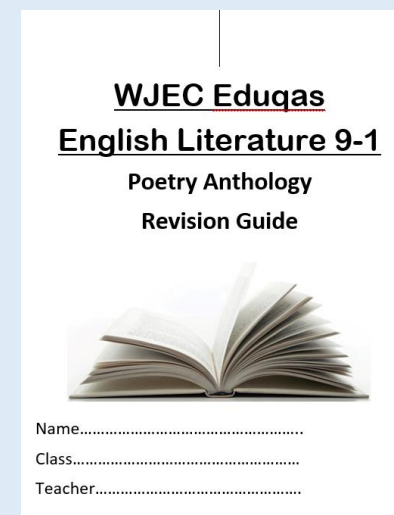 WJEC Eduqas
English Literature 9-1
Poetry Anthology
Revision Guide
Name……………………………………………..
Class………………………………………………
Teacher………………………………………….